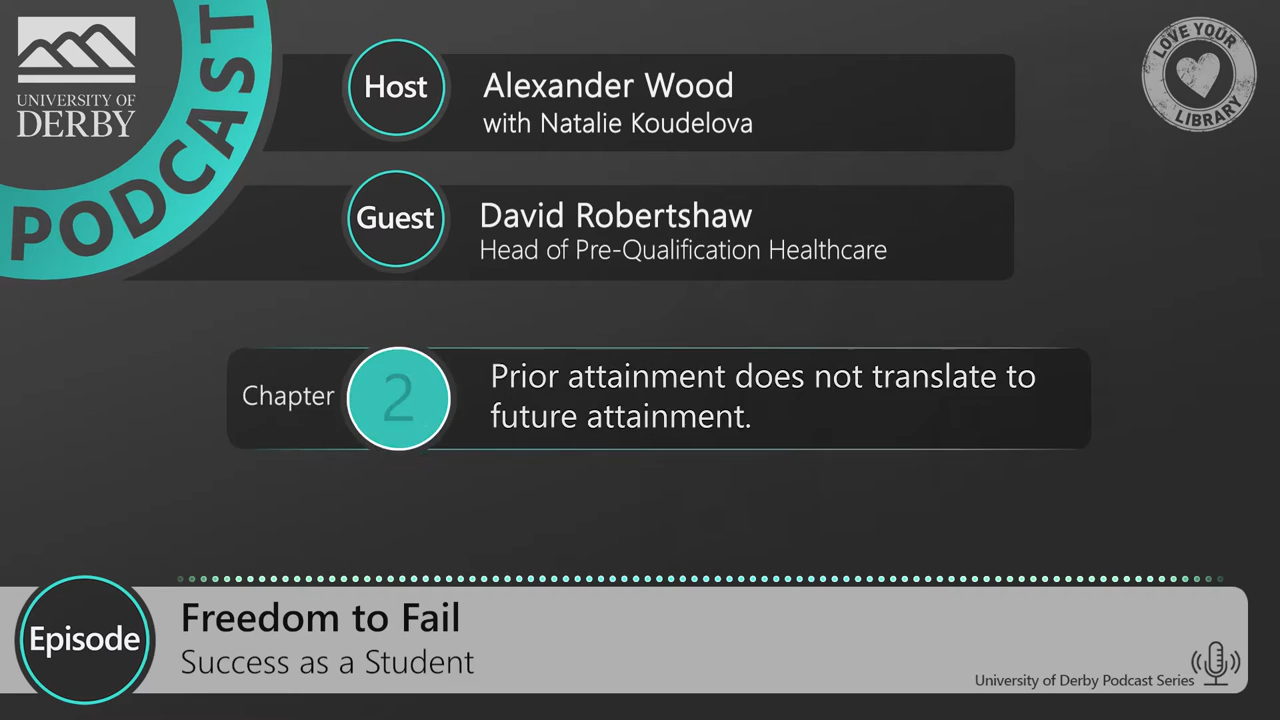 UNIVERSITY OF
DERBY
PODCAST
Host
Alexander Wood
with Natalie Koudelova
LOVE YOUR
LIBRARY
Guest
David Robertshaw
Head of Pre-Qualification Healthcare
Chapter
2
Prior attainment does not translate to
future attainment.
Episode
Freedom to Fail
Success as a Student
University of Derby Podcast Series